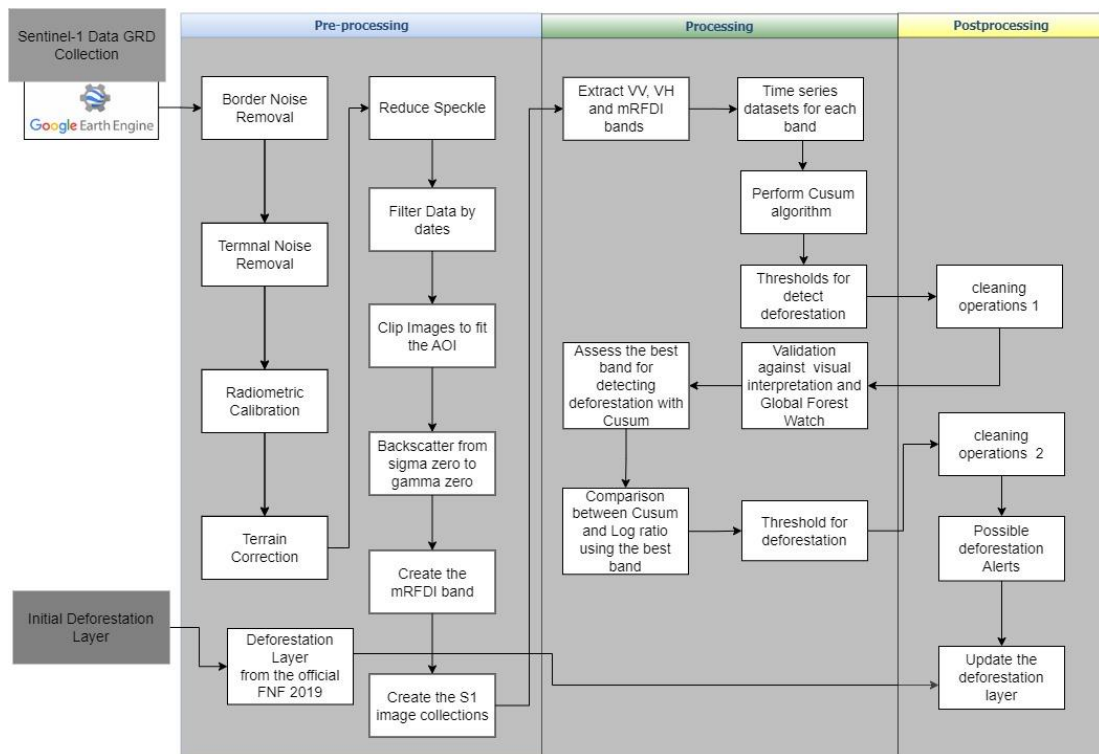 Sentinel-1 Data GRD
Collection
Google Earth Engine
Pre-processing
Processing
Postprocessing
Border Noise
Removal
Termnal Noise
Removal
Radiometric
Calibration
Terrain
Correction
Reduce Speckle
Filter Data by
dates
Clip Images to fit
the AOI
Backscatter from
sigma zero to
gamma zero
Create the
mRFDI band
Create the S1
image collections
Extract VV, VH
and mRFDI
bands
Time series
datasets for each
band
Perform Cusum
algorithm
Thresholds for
detect
deforestation
cleaning
operations 1
Validation
against visual
interpretation and
Global Forest
Watch
Assess the best
band for
detecting
deforestation with
Cusum
Comparison
between Cusum
and Log ratio
using the best
band
Threshold for
deforestation
cleaning
operations 2
Possible
deforestation
Alerts
Update the
deforestation
layer
Initial Deforestation
Layer
Deforestation
Layer
from the official
FNF 2019